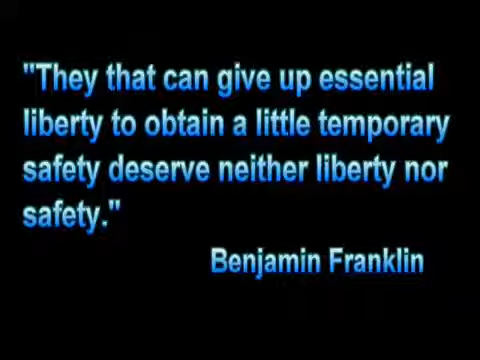 "They that can give up essential
liberty to obtain a little temporary
safety deserve neither liberty nor
safety."
Benjamin Franklin